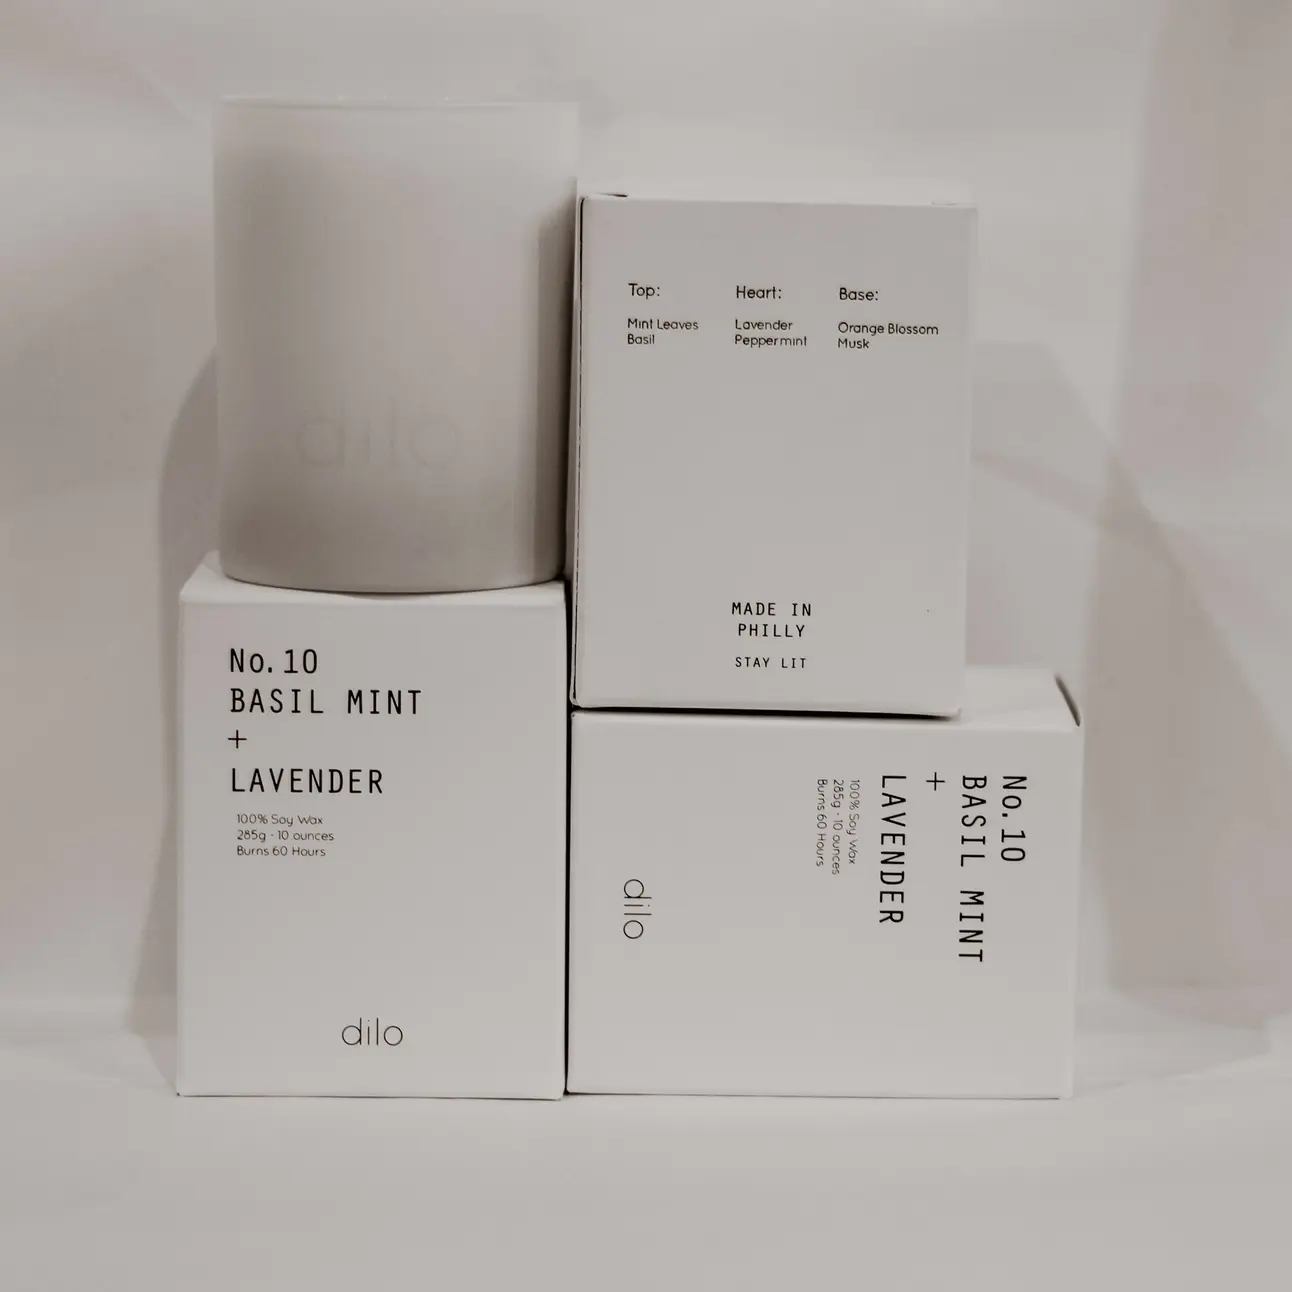 dilo
Top:
Mint Leaves
Basil
Heart:
Lavender
Peppermint
Base:
Orange Blossom
Musk
MADE IN
PHILLY
STAY LIT
No. 10
BASIL MINT
+
LAVENDER
100% Soy Wax
285g - 10 ounces
Burns 60 Hours
dilo
No. 10
BASIL MINT
+
LAVENDER
100% Soy Wax
285g - 10 ounces
Burns 60 Hours
dilo